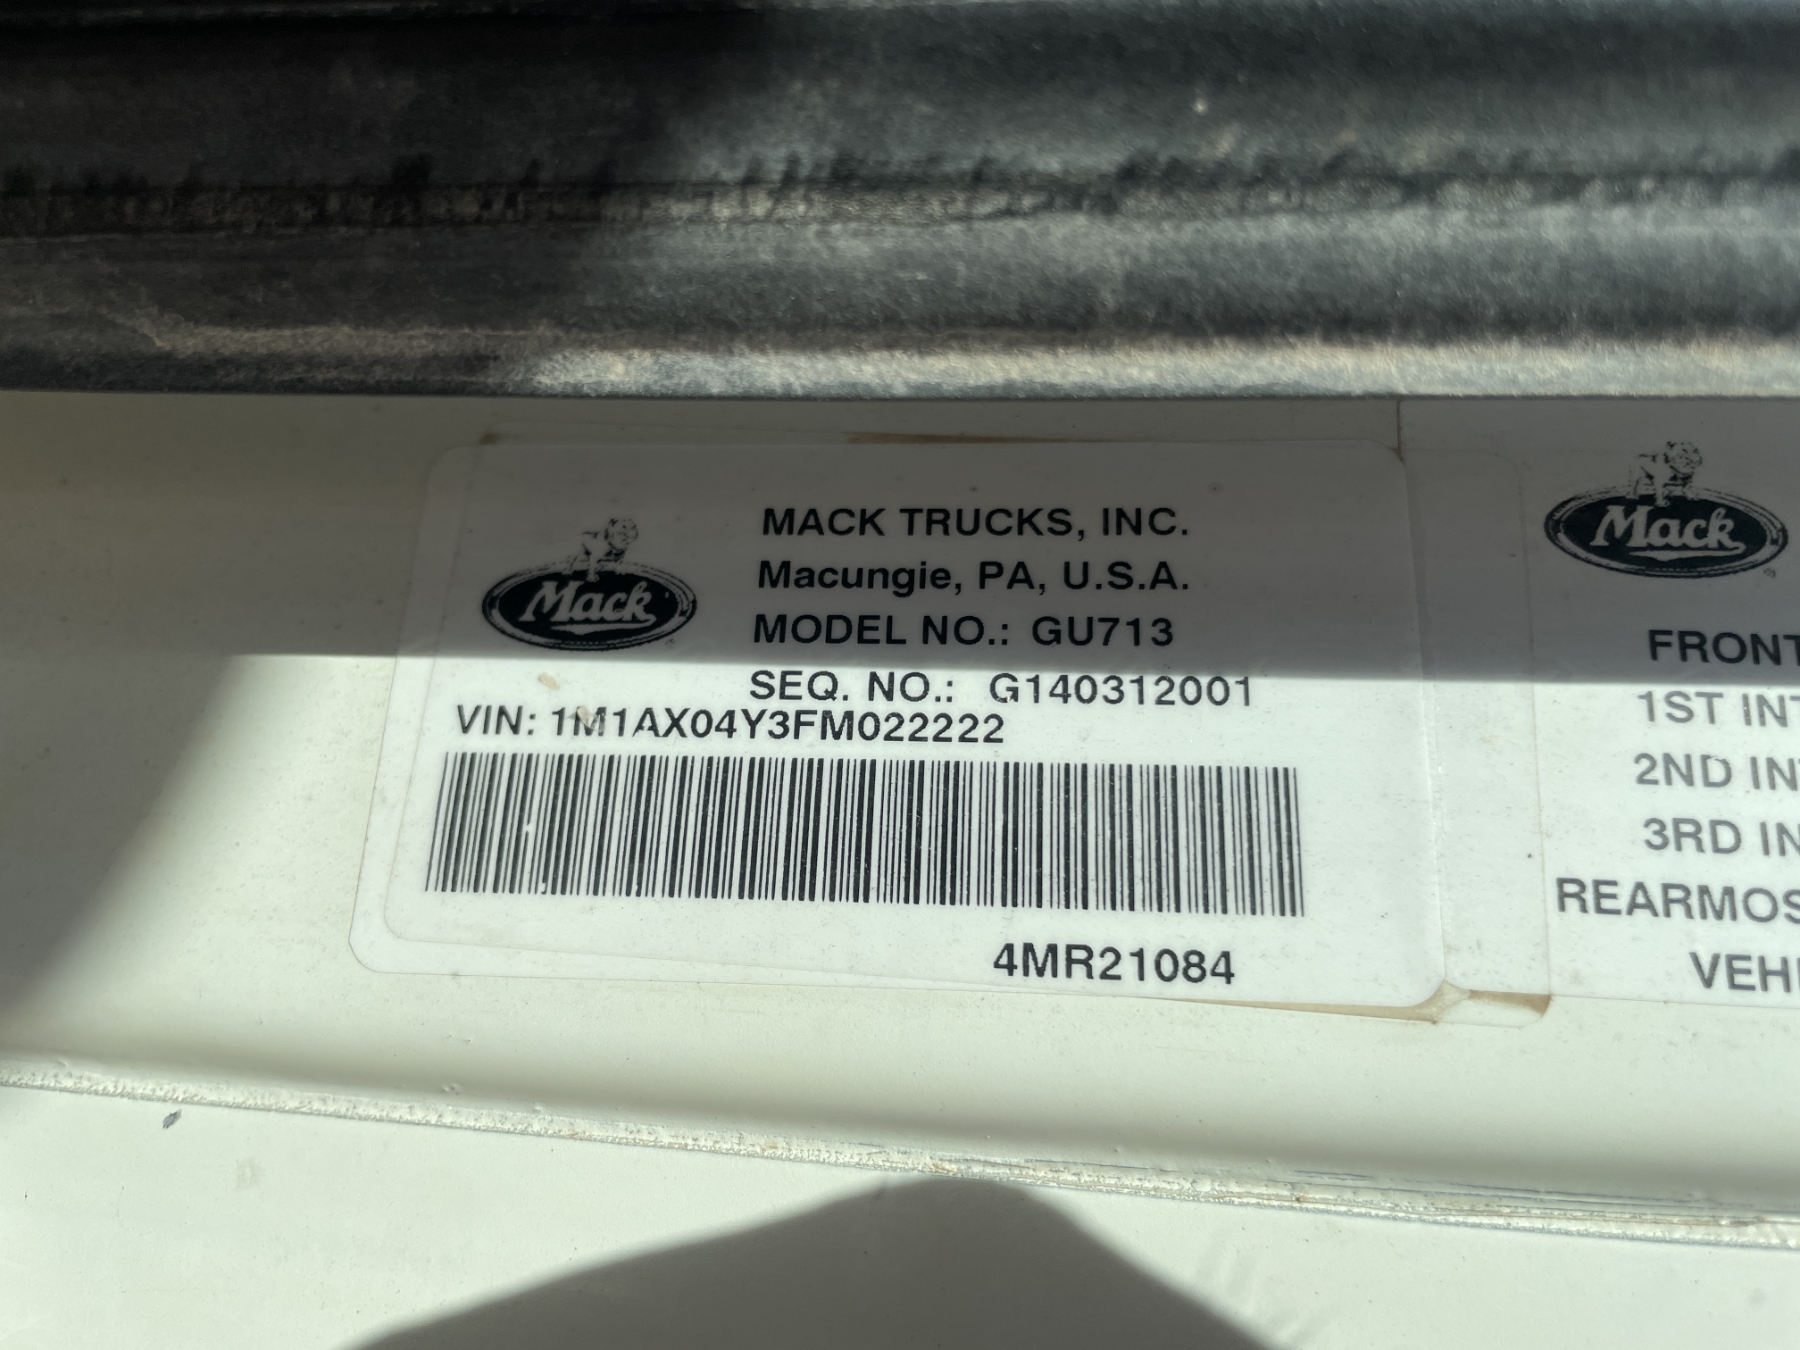 Mack
MACK TRUCKS, INC.
Macungie, PA, U.S.A.
MODEL NO.: GU713
SEQ. NO.: G140312001
VIN: 1M1AX04Y3FM022222
4MR21084
Mack
FRONT
1ST INT
2ND IN
3RD IN
REARMOS
VEHI